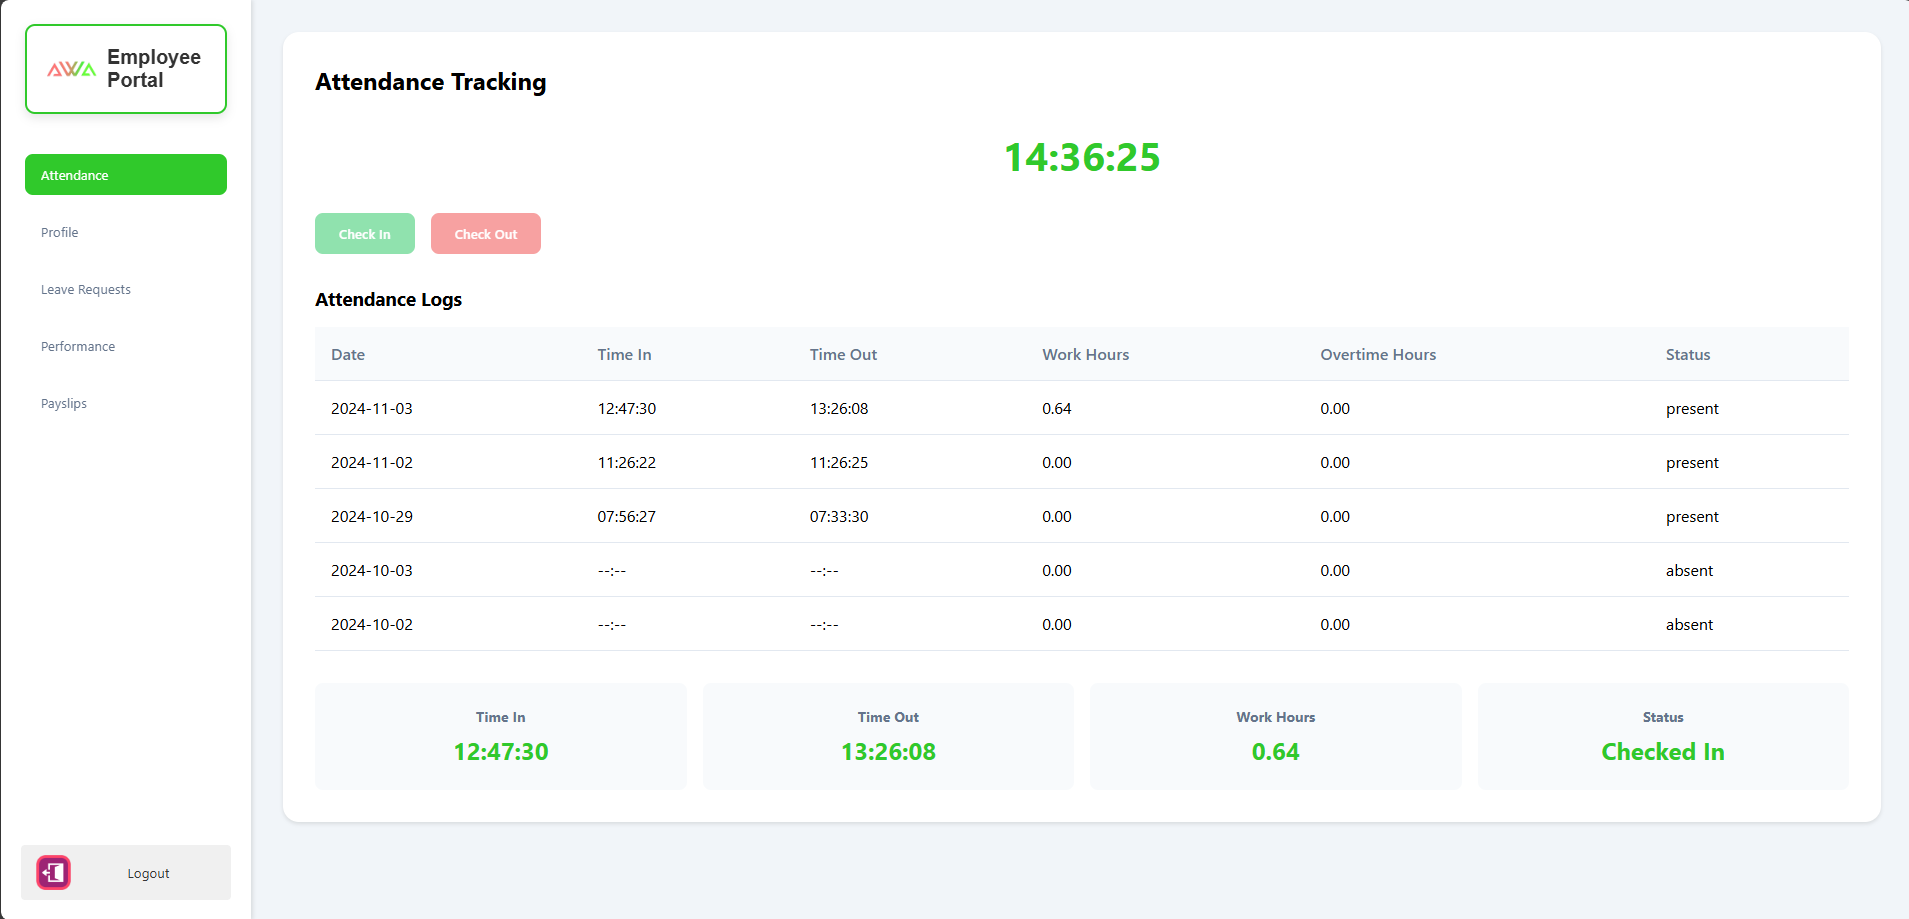 AWA
Employee
Portal
Attendance
Profile
Leave Requests
Performance
Payslips
Logout
Attendance Tracking
14:36:25
Check In Check Out
Attendance Logs
Date Time In Time Out Work Hours Overtime Hours Status
2024-11-03 12:47:30 13:26:08 0.64 0.00 present
2024-11-02 11:26:22 11:26:25 0.00 0.00 present
2024-10-29 07:56:27 07:33:30 0.00 0.00 present
2024-10-03 --:-- --:-- 0.00 0.00 absent
2024-10-02 --:-- --:-- 0.00 0.00 absent
Time In Time Out Work Hours Status
12:47:30 13:26:08 0.64 Checked In